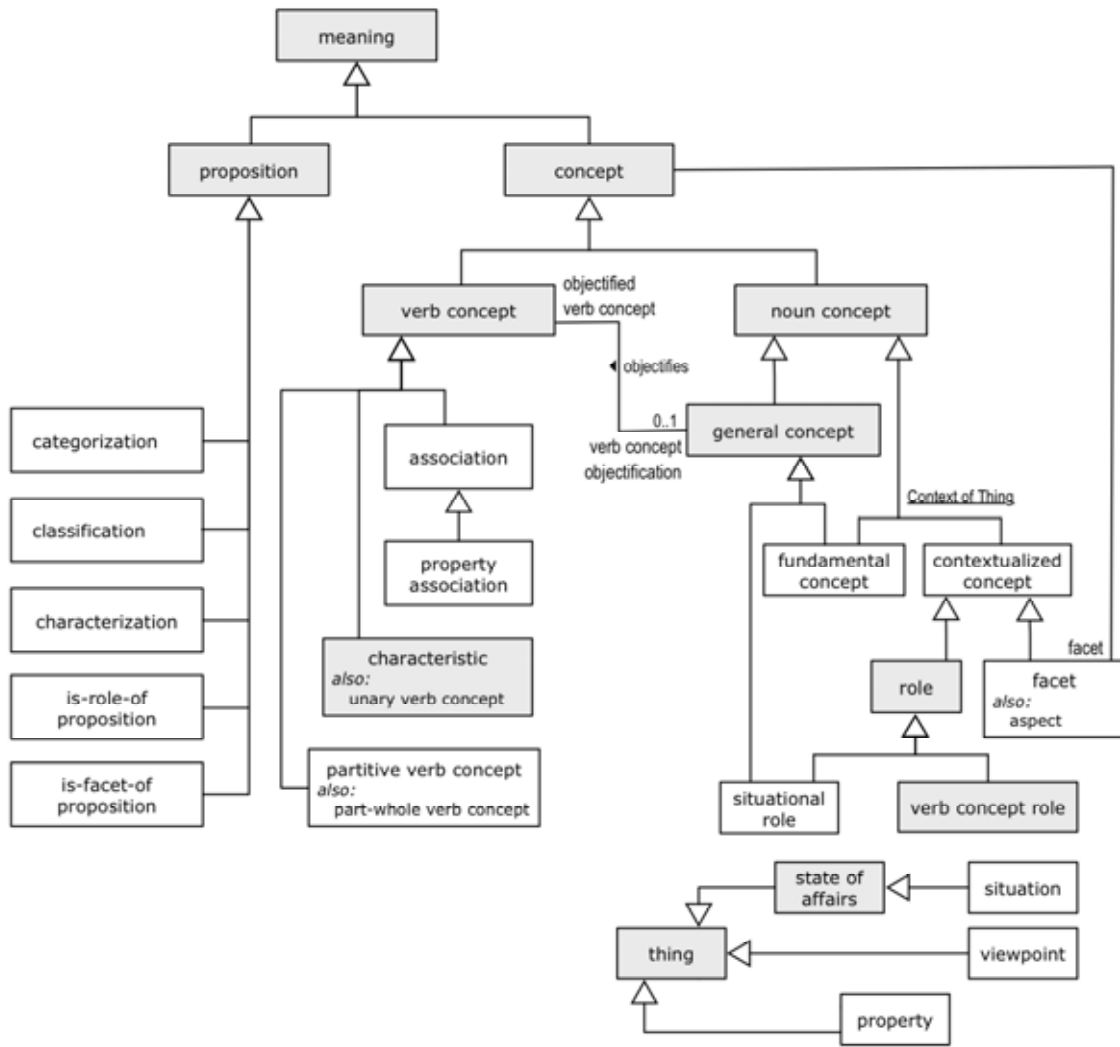 meaning
proposition
concept
objectified
verb concept
verb concept
noun concept
objectifies
0..1
general concept
verb concept
objectification
categorization
association
Context of Thing
classification
property
association
fundamental
concept
contextualized
concept
characterization
characteristic
also:
unary verb concept
facet
role
facet
also:
aspect
is-role-of
proposition
is-facet-of
proposition
partitive verb concept
also:
part-whole verb concept
situational
role
verb concept role
state of
affairs
situation
thing
viewpoint
property